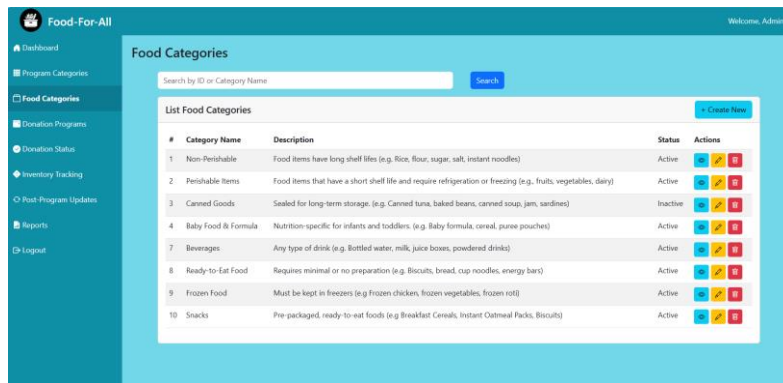 Food-For-All
Welcome, Admin
Dashboard
Program Categories
Food Categories
Donation Programs
Donation Status
Inventory Tracking
Post-Program Updates
Reports
Logout
Food Categories
Search by ID or Category Name
Search
List Food Categories
+ Create New
# Category Name Description Status Actions
1 Non-Perishable Food items have long shelf lifes (e.g. Rice, flour, sugar, salt, instant noodles) Active
2 Perishable Items Food items that have a short shelf life and require refrigeration or freezing (e.g., fruits, vegetables, dairy) Active
3 Canned Goods Sealed for long-term storage. (e.g. Canned tuna, baked beans, canned soup, jam, sardines) Inactive
4 Baby Food & Formula Nutrition-specific for infants and toddlers. (e.g. Baby formula, cereal, puree pouches) Active
7 Beverages Any type of drink (e.g. Bottled water, milk, juice boxes, powdered drinks) Active
8 Ready-to-Eat Food Requires minimal or no preparation (e.g. Biscuits, bread, cup noodles, energy bars) Active
9 Frozen Food Must be kept in freezers (e.g Frozen chicken, frozen vegetables, frozen roti) Active
10 Snacks Pre-packaged, ready-to-eat foods (e.g Breakfast Cereals, Instant Oatmeal Packs, Biscuits) Active